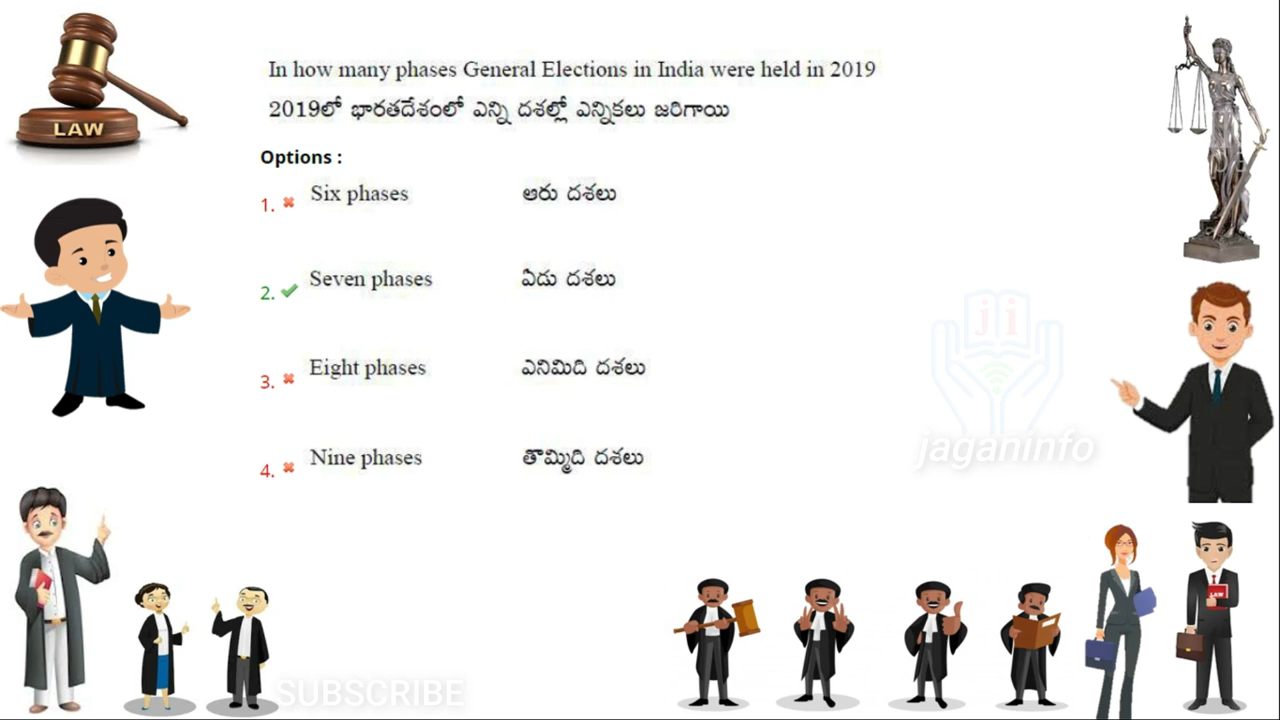 LAW
In how many phases General Elections in India were held in 2019
2019లో భారతదేశంలో ఎన్ని దశల్లో ఎన్నికలు జరిగాయి
Options :
1. Six phases ఆరు దశలు
2. Seven phases ఏడు దశలు
3. Eight phases ఎనిమిది దశలు
4. Nine phases తొమ్మిది దశలు
ji
jaganinfo
LAW
SUBSCRIBE